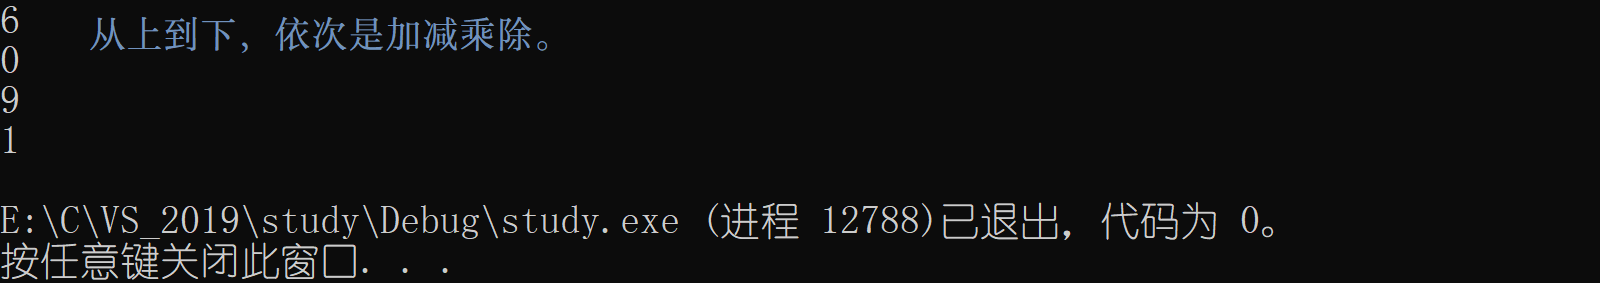 6
从上到下，依次是加减乘除。
0
9
1
E:\C\VS_2019\study\Debug\study.exe (进程 12788)已退出，代码为 0。
按任意键关闭此窗口. . .